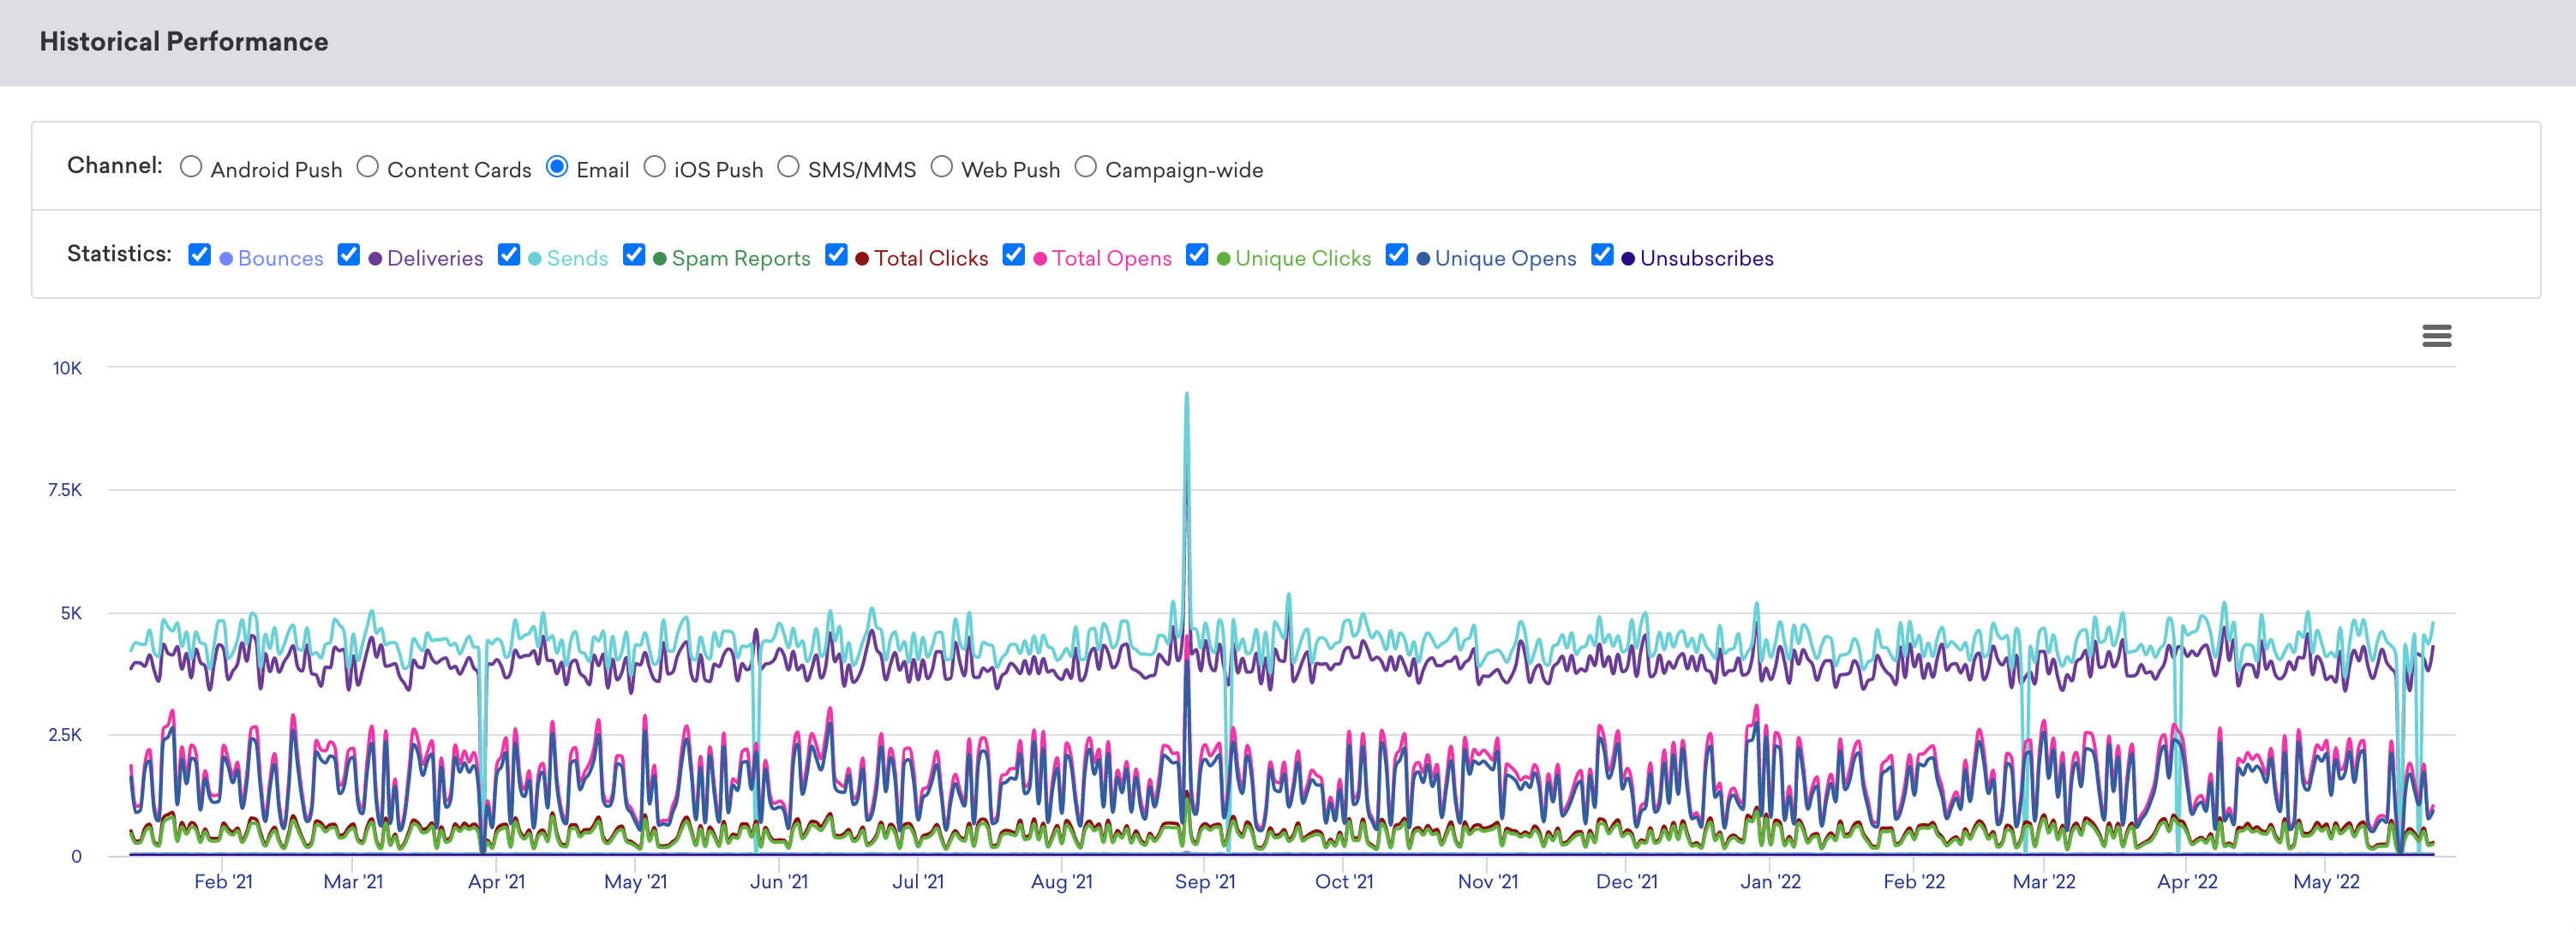 Historical Performance
Channel: Android Push Content Cards Email iOS Push SMS/MMS Web Push Campaign-wide
Statistics: Bounces Deliveries Sends Spam Reports Total Clicks Total Opens Unique Clicks Unique Opens Unsubscribes
10K
7.5K
5K
2.5K
0
Feb '21 Mar '21 Apr '21 May '21 Jun '21 Jul '21 Aug '21 Sep '21 Oct '21 Nov '21 Dec '21 Jan '22 Feb '22 Mar '22 Apr '22 May '22